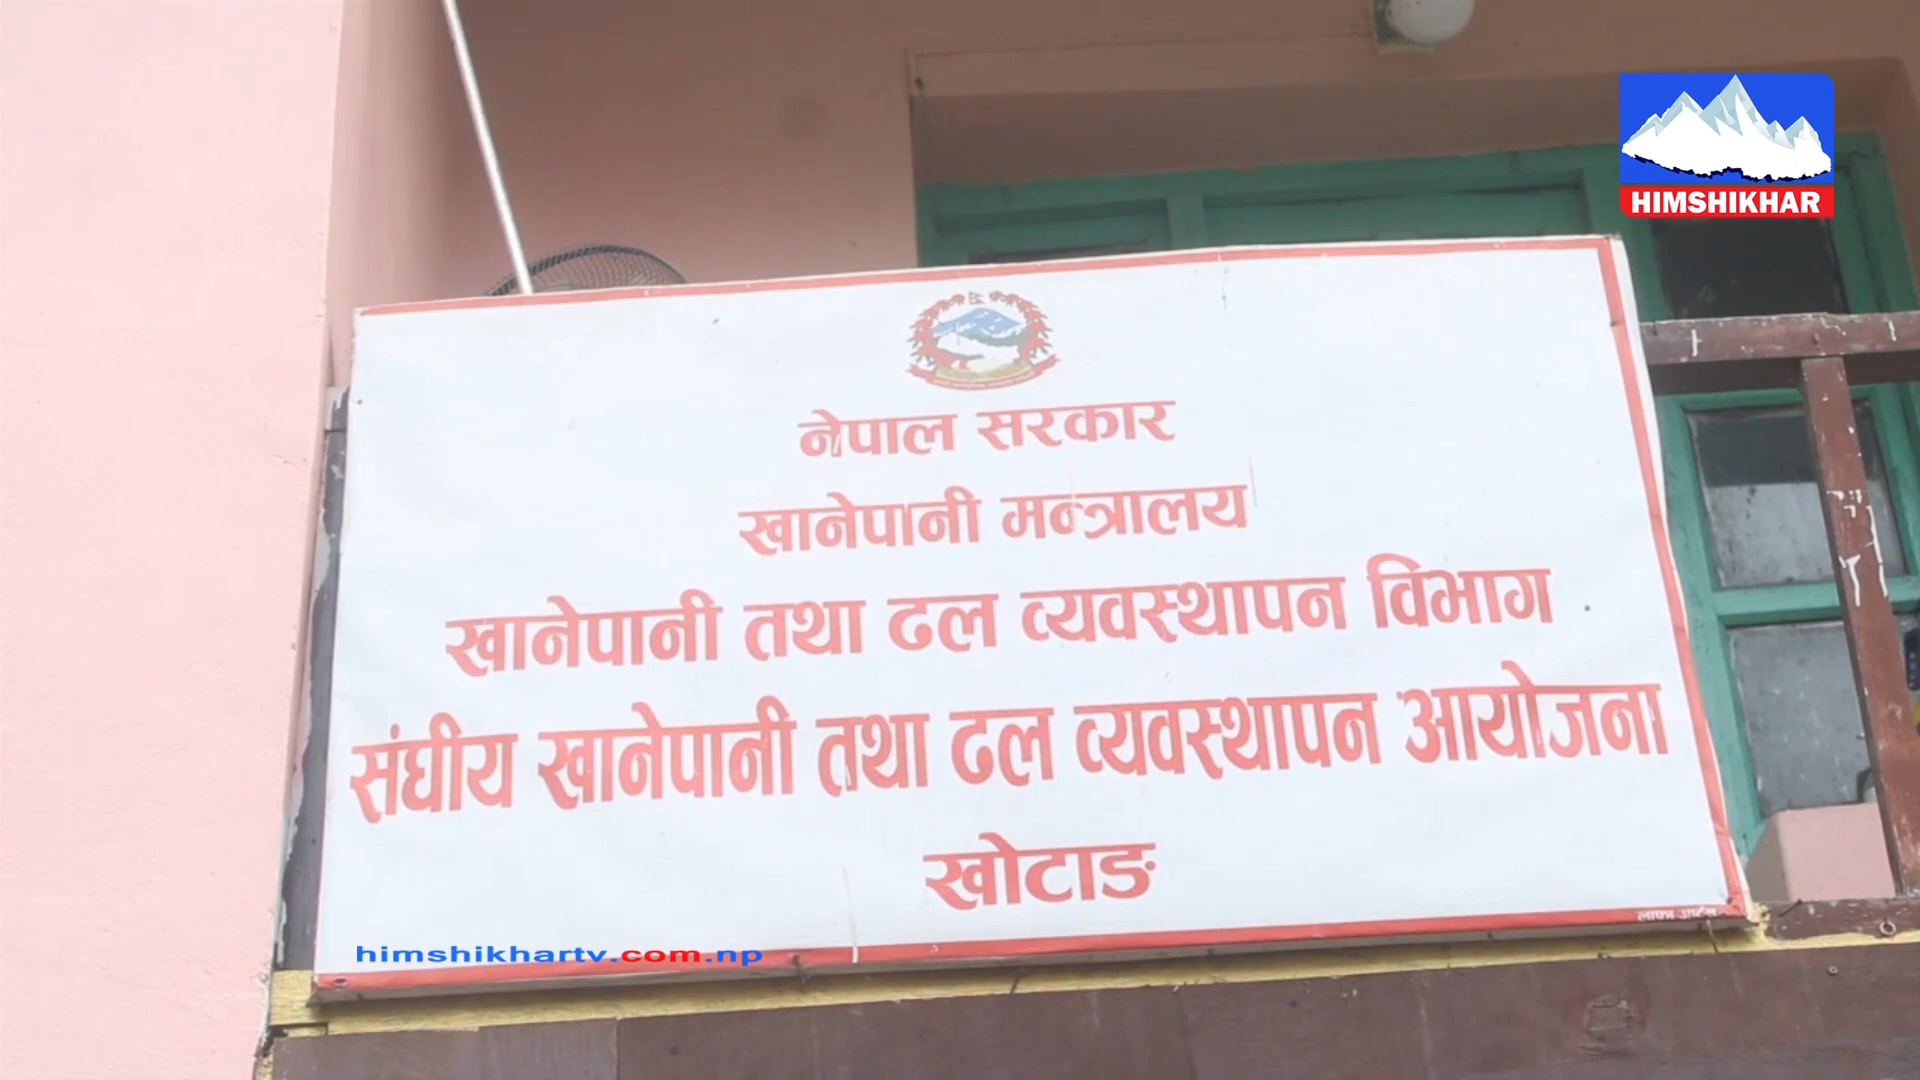 HIMSHIKHAR
नेपाल सरकार
खानेपानी मन्त्रालय
खानेपानी तथा ढल व्यवस्थापन विभाग
संघीय खानेपानी तथा ढल व्यवस्थापन आयोजना
खोटाङ
himshikhartv.com.np